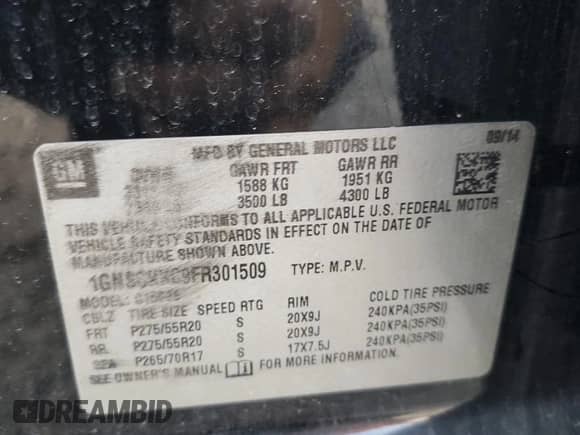 GM
MFD BY GENERAL MOTORS LLC
09/14
GAWR FRT GAWR RR
1588 KG 1951 KG
3500 LB 4300 LB
THIS VEHICLE CONFORMS TO ALL APPLICABLE U.S. FEDERAL MOTOR
VEHICLE SAFETY STANDARDS IN EFFECT ON THE DATE OF
MANUFACTURE SHOWN ABOVE.
TYPE: M.P.V.
MODEL:
TIRE SIZE SPEED RTG RIM COLD TIRE PRESSURE
FRT P275/55R20 S 20X9J 240KPA(35PSI)
RR P275/55R20 S 20X9J 240KPA(35PSI)
SPA P265/70R17 S 17X7.5J 240KPA(35PSI)
SEE OWNER'S MANUAL FOR MORE INFORMATION.
DREAMBID